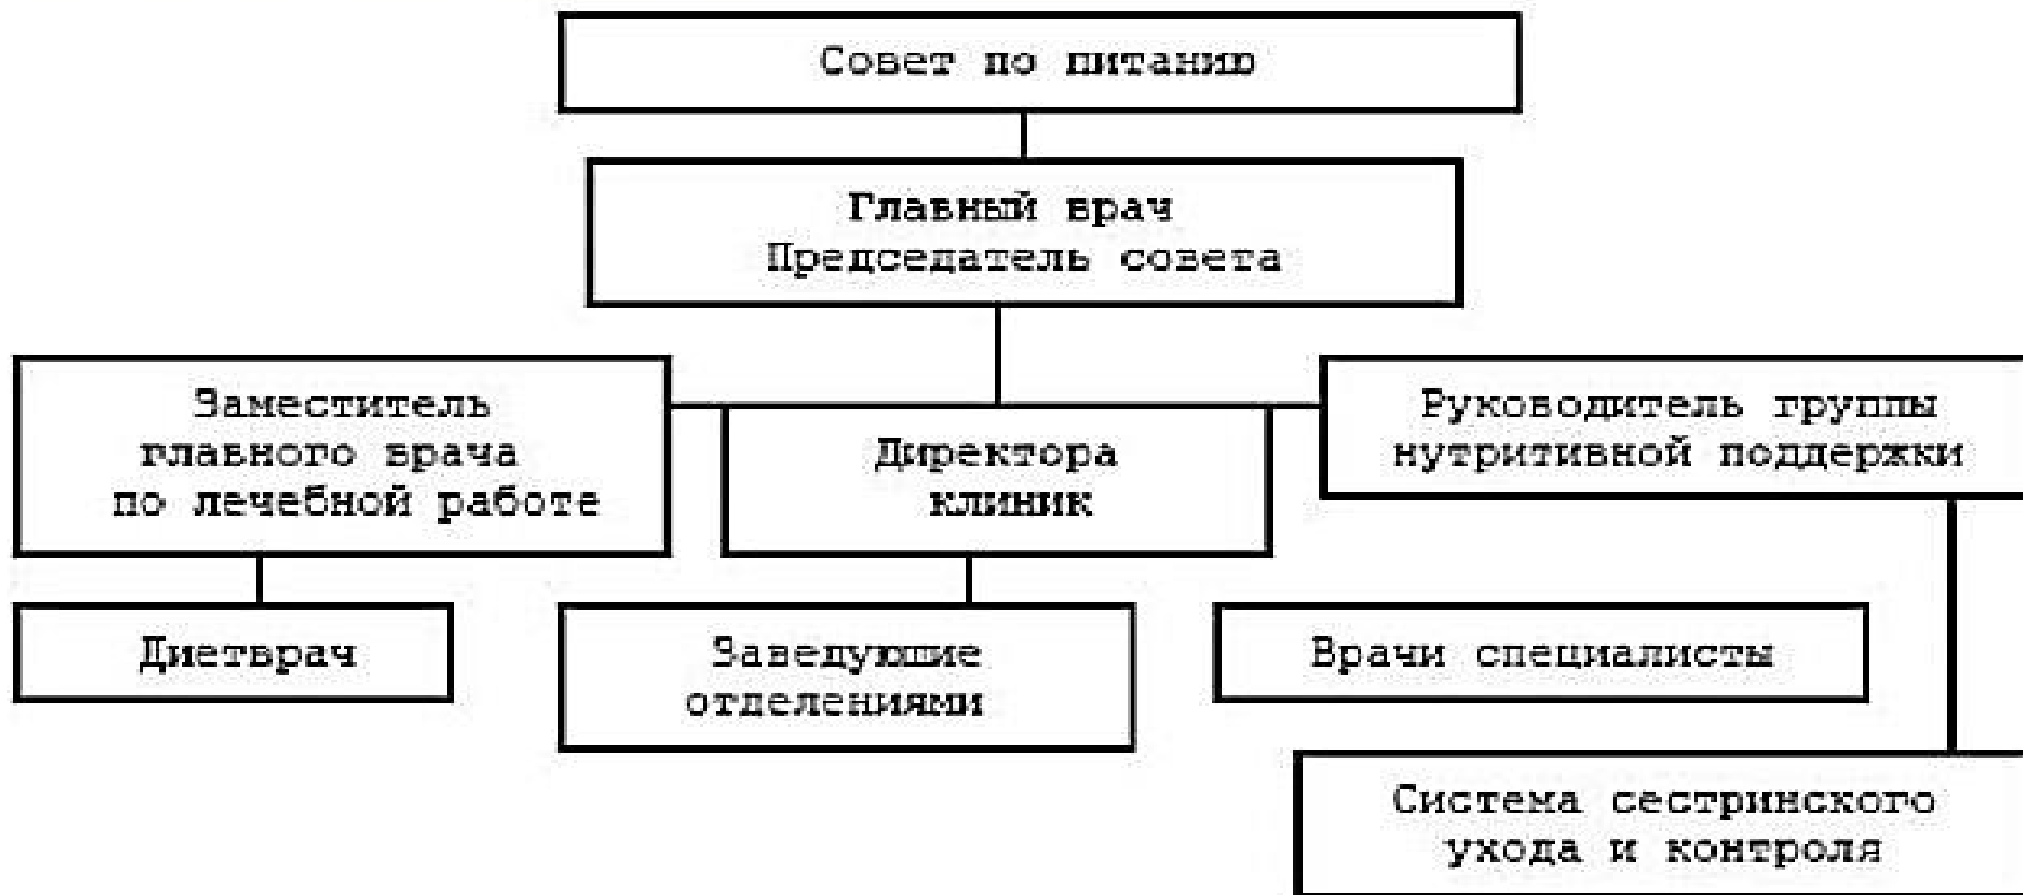 Совет по питанию
Главный врач
Председатель совета
Заместитель
главного врача
по лечебной работе
Директора
клиник
Руководитель группы
нутритивной поддержки
Диетврач
Заведующие
отделениями
Врачи специалисты
Система сестринского
ухода и контроля